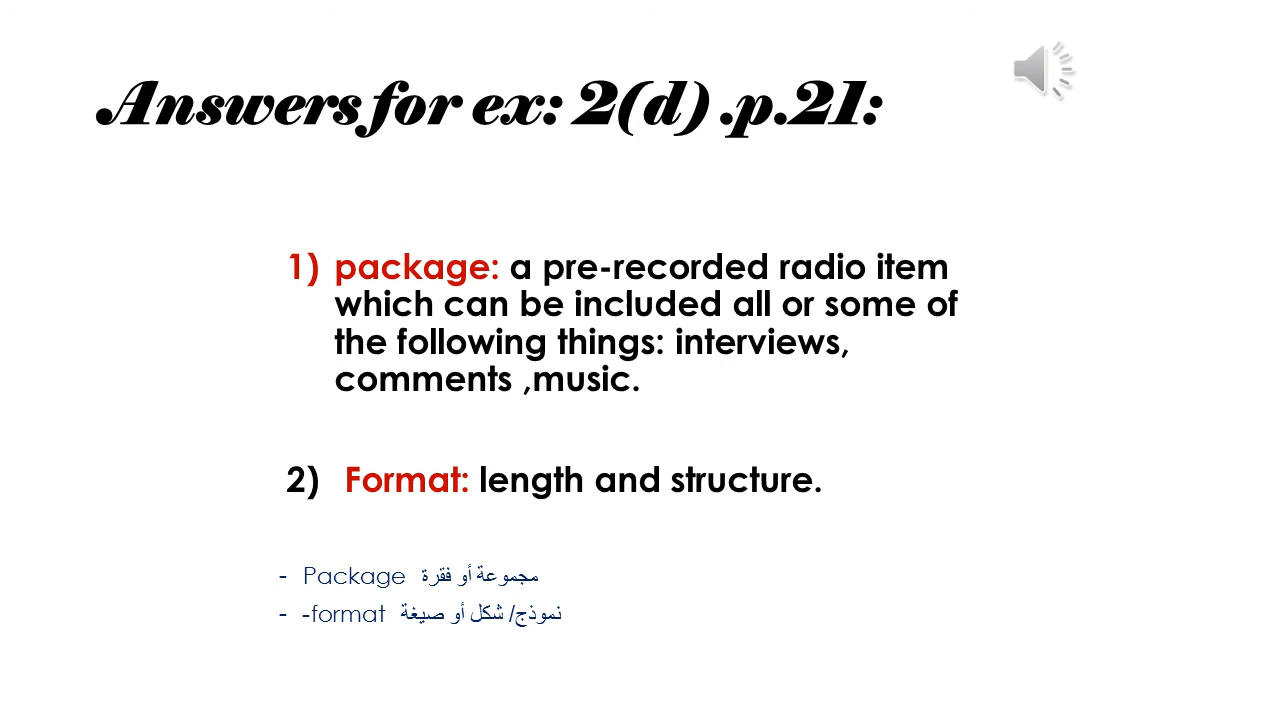 Answers for ex: 2(d) .p.21:
1) package: a pre-recorded radio item
which can be included all or some of
the following things: interviews,
comments ,music.
2) Format: length and structure.
- Package مجموعة أو فقرة
- -format نموذج/ شكل أو صيغة